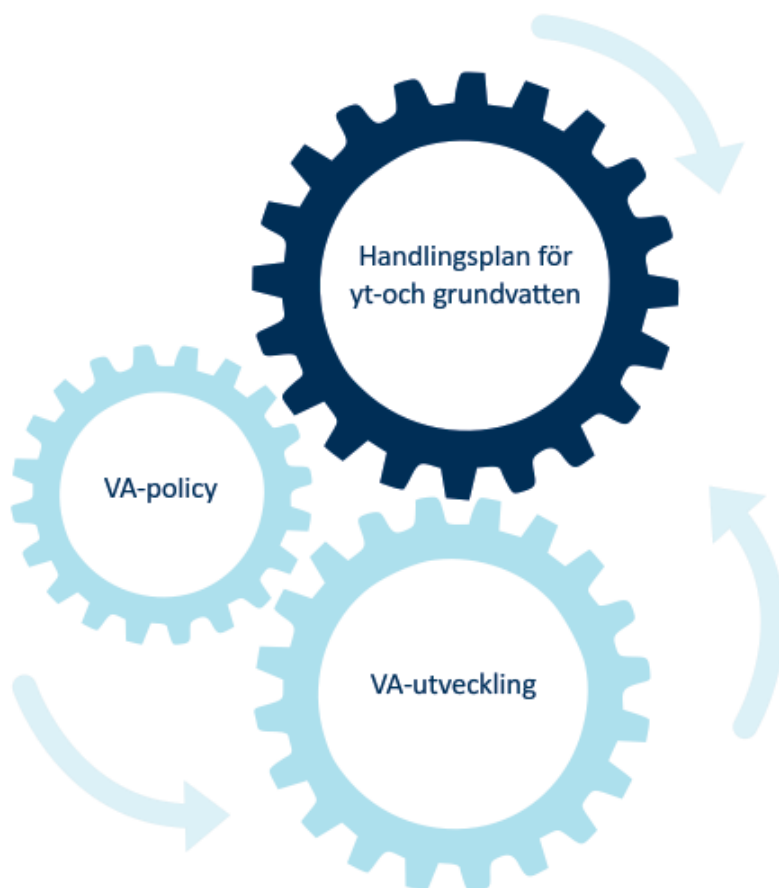 Handlingsplan för
yt-och grundvatten
VA-policy
VA-utveckling